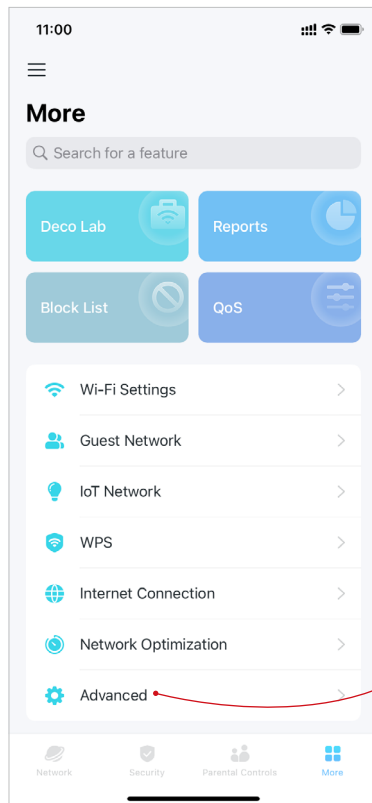 11:00
More
Search for a feature
Deco Lab
Reports
Block List
QoS
Wi-Fi Settings
Guest Network
IoT Network
WPS
Internet Connection
Network Optimization
Advanced
Network
Security
Parental Controls
More